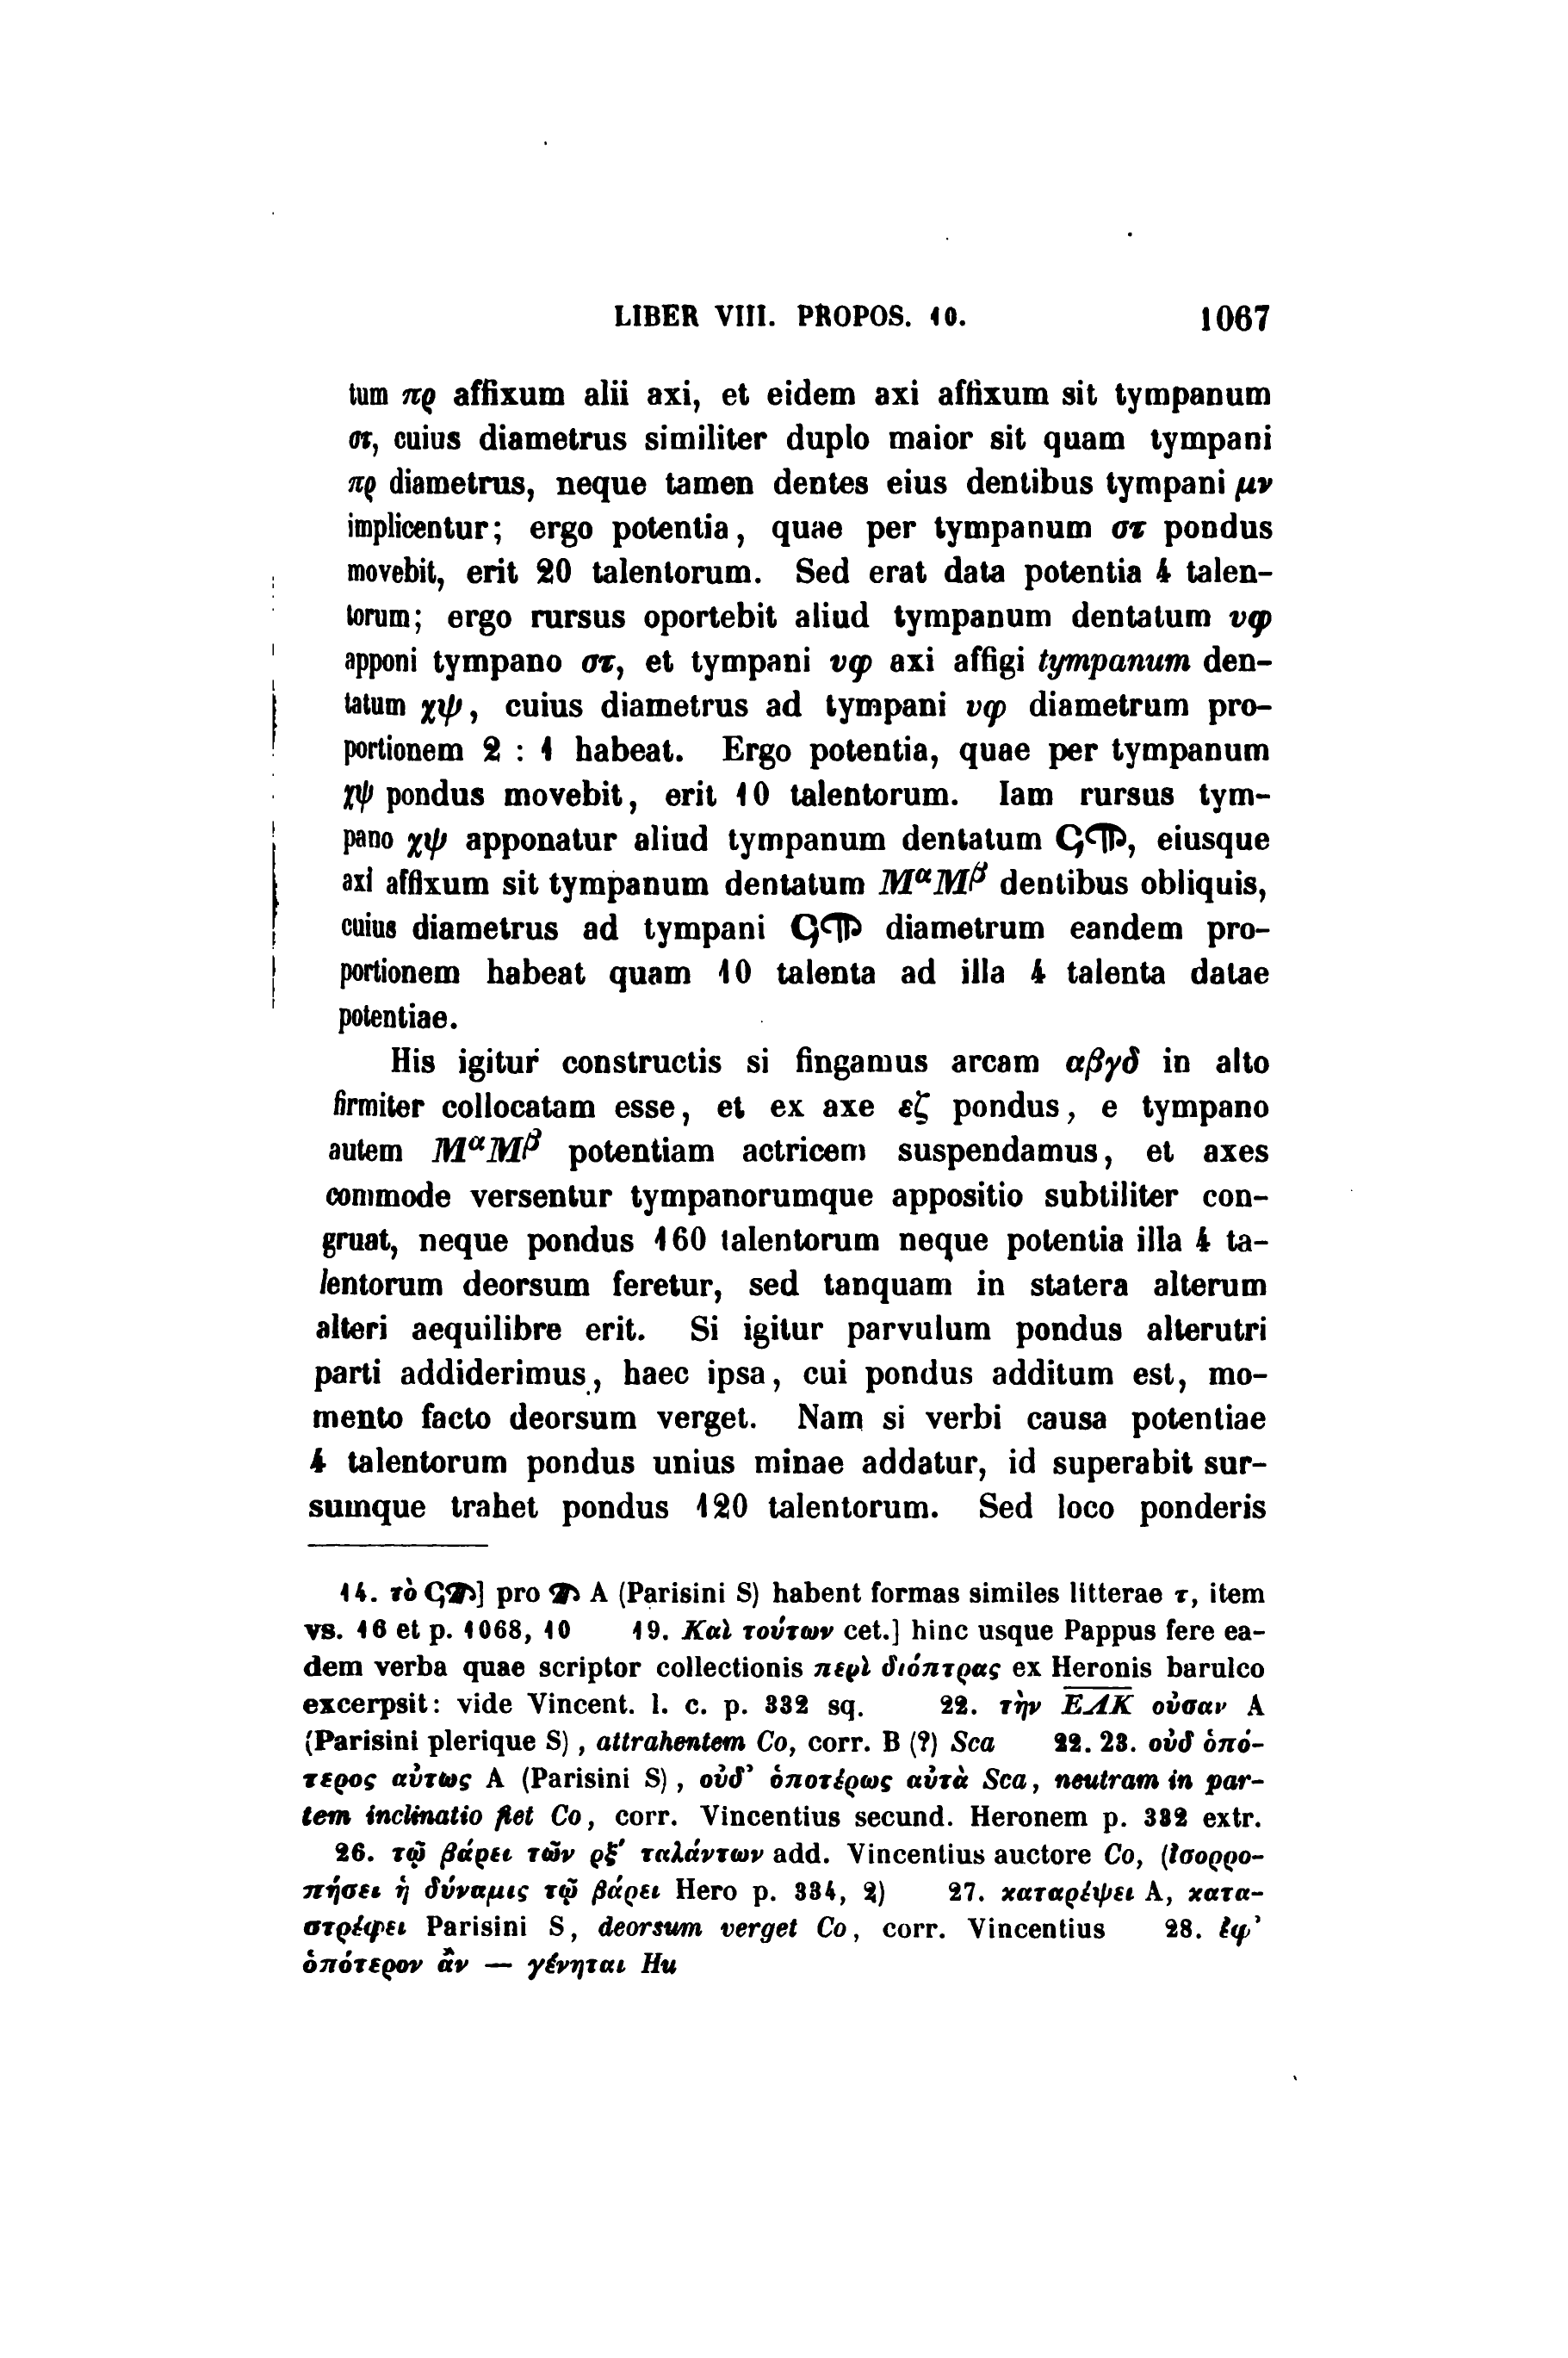 LIBER VIII. PROPOS. 10. 1067
tum πρ affixum alii axi, et eidem axi affixum sit tympanum
στ, cuius diametrus similiter duplo maior sit quam tympani
πρ diametrus, neque tamen dentes eius dentibus tympani μν
implicentur; ergo potentia, quae per tympanum στ pondus
movebit, erit 20 talentorum. Sed erat data potentia 4 talen-
torum; ergo rursus oportebit aliud tympanum dentatum υφ
apponi tympano στ, et tympani υφ axi affigi tympanum den-
tatum χψ, cuius diametrus ad tympani υφ diametrum pro-
portionem 2 : 1 habeat. Ergo potentia, quae per tympanum
χψ pondus movebit, erit 10 talentorum. Iam rursus tym-
pano χψ apponatur aliud tympanum dentatum ϚϠ, eiusque
axi affixum sit tympanum dentatum MᵅMᵝ dentibus obliquis,
cuius diametrus ad tympani ϚϠ diametrum eandem pro-
portionem habeat quam 10 talenta ad illa 4 talenta datae
potentiae.
His igitur constructis si fingamus arcam αβγδ in alto
firmiter collocatam esse, et ex axe εζ pondus, e tympano
autem MᵅMᵝ potentiam actricem suspendamus, et axes
commode versentur tympanorumque appositio subtiliter con-
gruat, neque pondus 160 talentorum neque potentia illa 4 ta-
lentorum deorsum feretur, sed tanquam in statera alterum
alteri aequilibre erit. Si igitur parvulum pondus alterutri
parti addiderimus, haec ipsa, cui pondus additum est, mo-
mento facto deorsum verget. Nam si verbi causa potentiae
4 talentorum pondus unius minae addatur, id superabit sur-
sumque trahet pondus 120 talentorum. Sed loco ponderis
14. τὸ ϚϠ] pro Ϡ A (Parisini S) habent formas similes litterae τ, item
vs. 16 et p. 1068, 10 19. Καὶ τούτων cet.] hinc usque Pappus fere ea-
dem verba quae scriptor collectionis περὶ διόπτρας ex Heronis barulco
excerpsit: vide Vincent. l. c. p. 332 sq. 22. τὴν ΕΛΚ οὖσαν A
(Parisini plerique S), attrahentem Co, corr. B (?) Sca 22. 23. οὐδ ὁπό-
τερος αὐτως A (Parisini S), οὐδ' ὁποτέρως αὐτὰ Sca, neutram in par-
tem inclinatio fiet Co, corr. Vincentius secund. Heronem p. 332 extr.
26. τῷ βάρει τῶν ρξ' ταλάντων add. Vincentius auctore Co, (ἰσορρο-
πήσει ἡ δύναμις τῷ βάρει Hero p. 334, 2) 27. καταρέψει A, κατα-
στρέφει Parisini S, deorsum verget Co, corr. Vincentius 28. ἐφ'
ὁπότερον ἂν — γένηται Hu